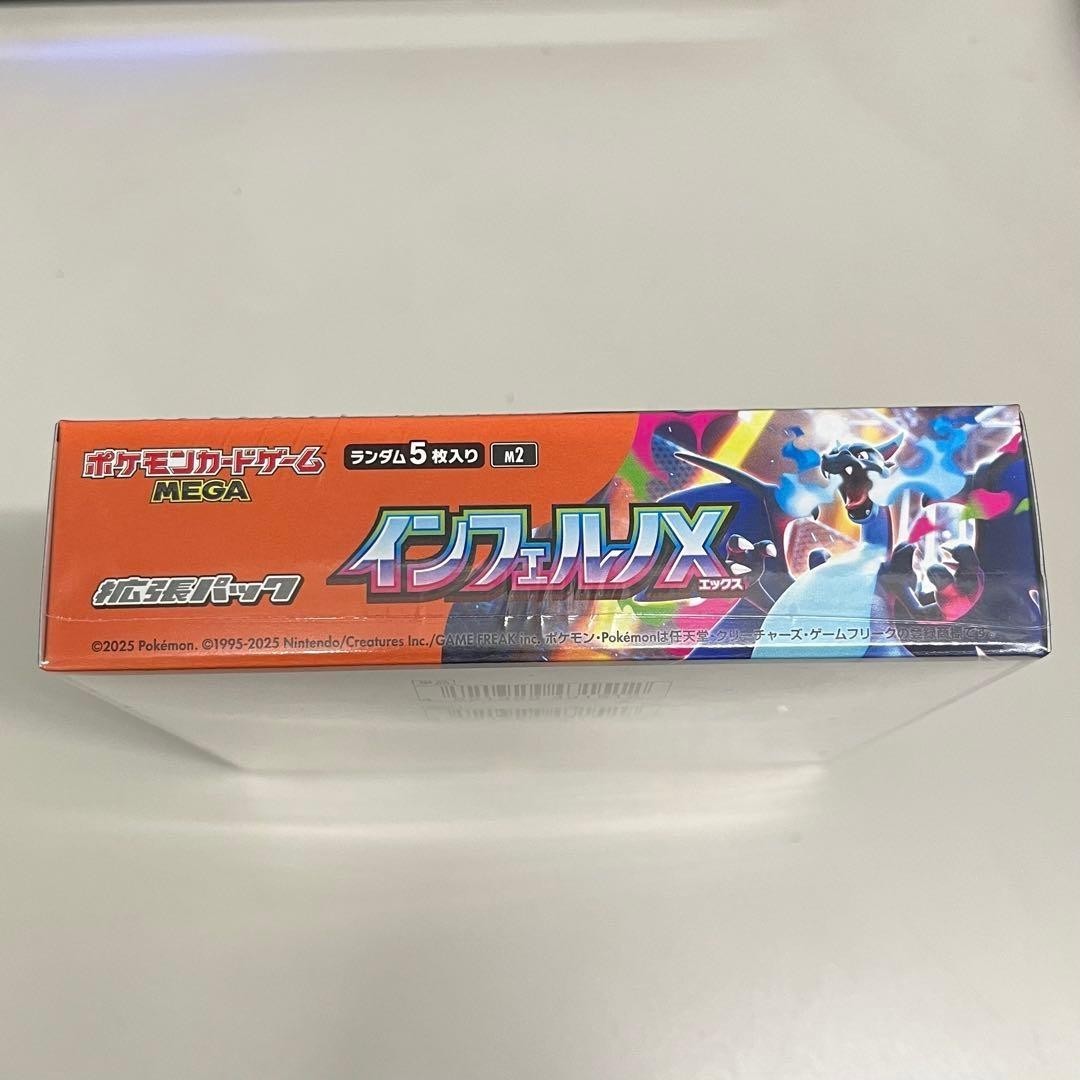 ポケモンカードゲーム
MEGA
ランダム5枚入り M2
インフェルノX
エックス
拡張パック
©2025 Pokémon. ©1995-2025 Nintendo/Creatures Inc./GAME FREAK inc. ポケモン・Pokémonは任天堂・クリーチャーズ・ゲームフリークの登録商標です。